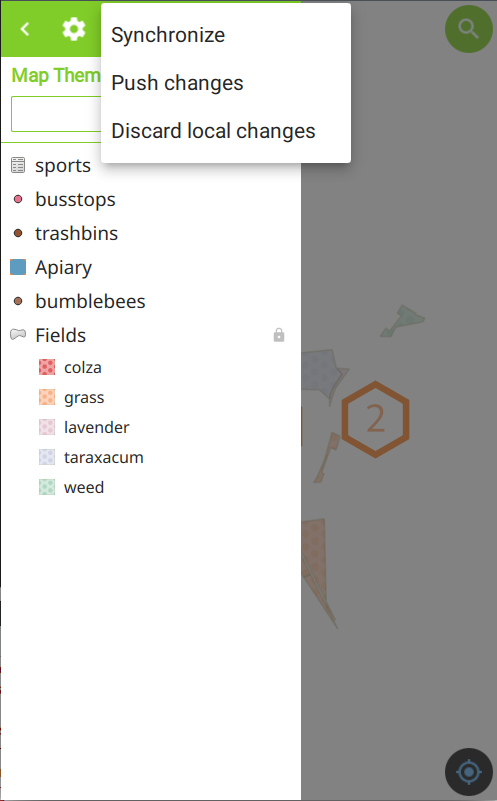 Synchronize
Push changes
Discard local changes
Map Them
sports
busstops
trashbins
Apiary
bumblebees
Fields
colza
grass
lavender
taraxacum
weed
2